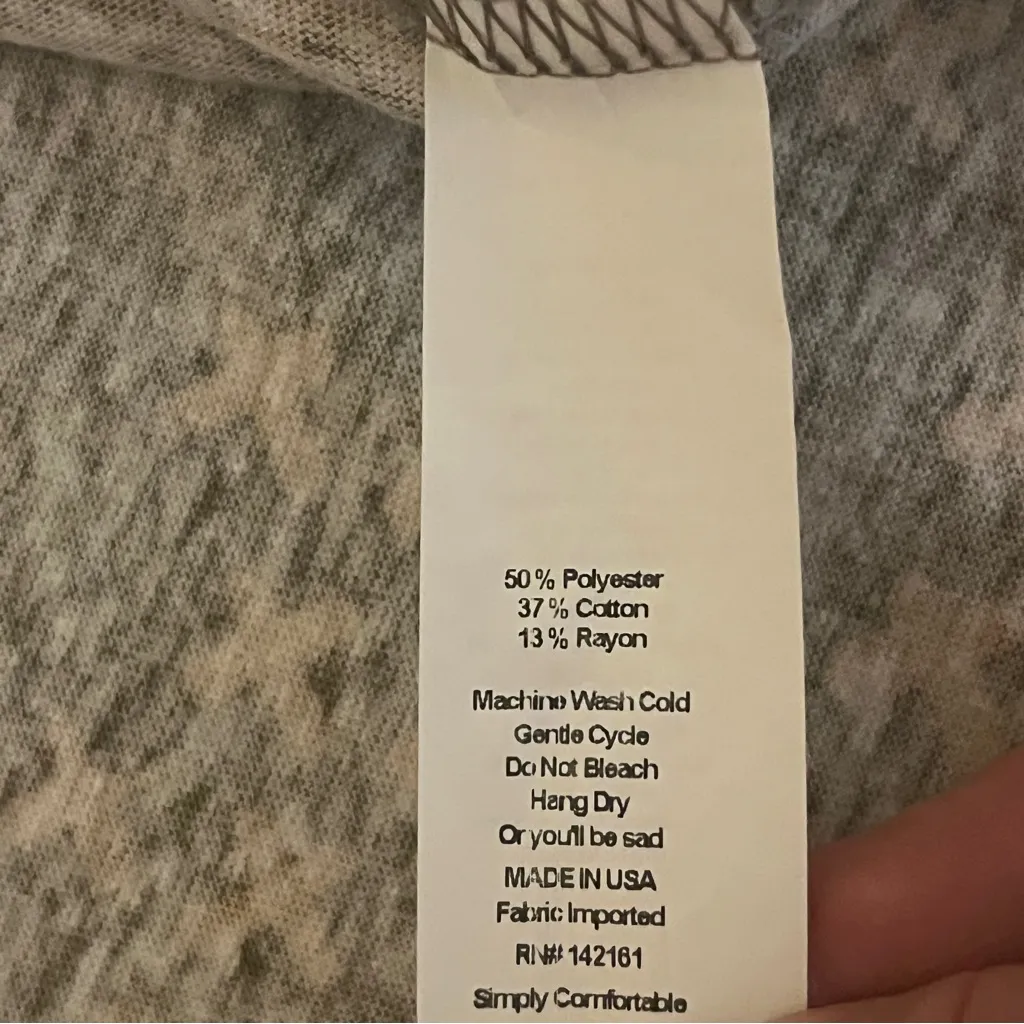 50% Polyester
37% Cotton
13% Rayon
Machine Wash Cold
Gentle Cycle
Do Not Bleach
Hang Dry
Or you'll be sad
MADE IN USA
Fabric Imported
RN# 142161
Simply Comfortable